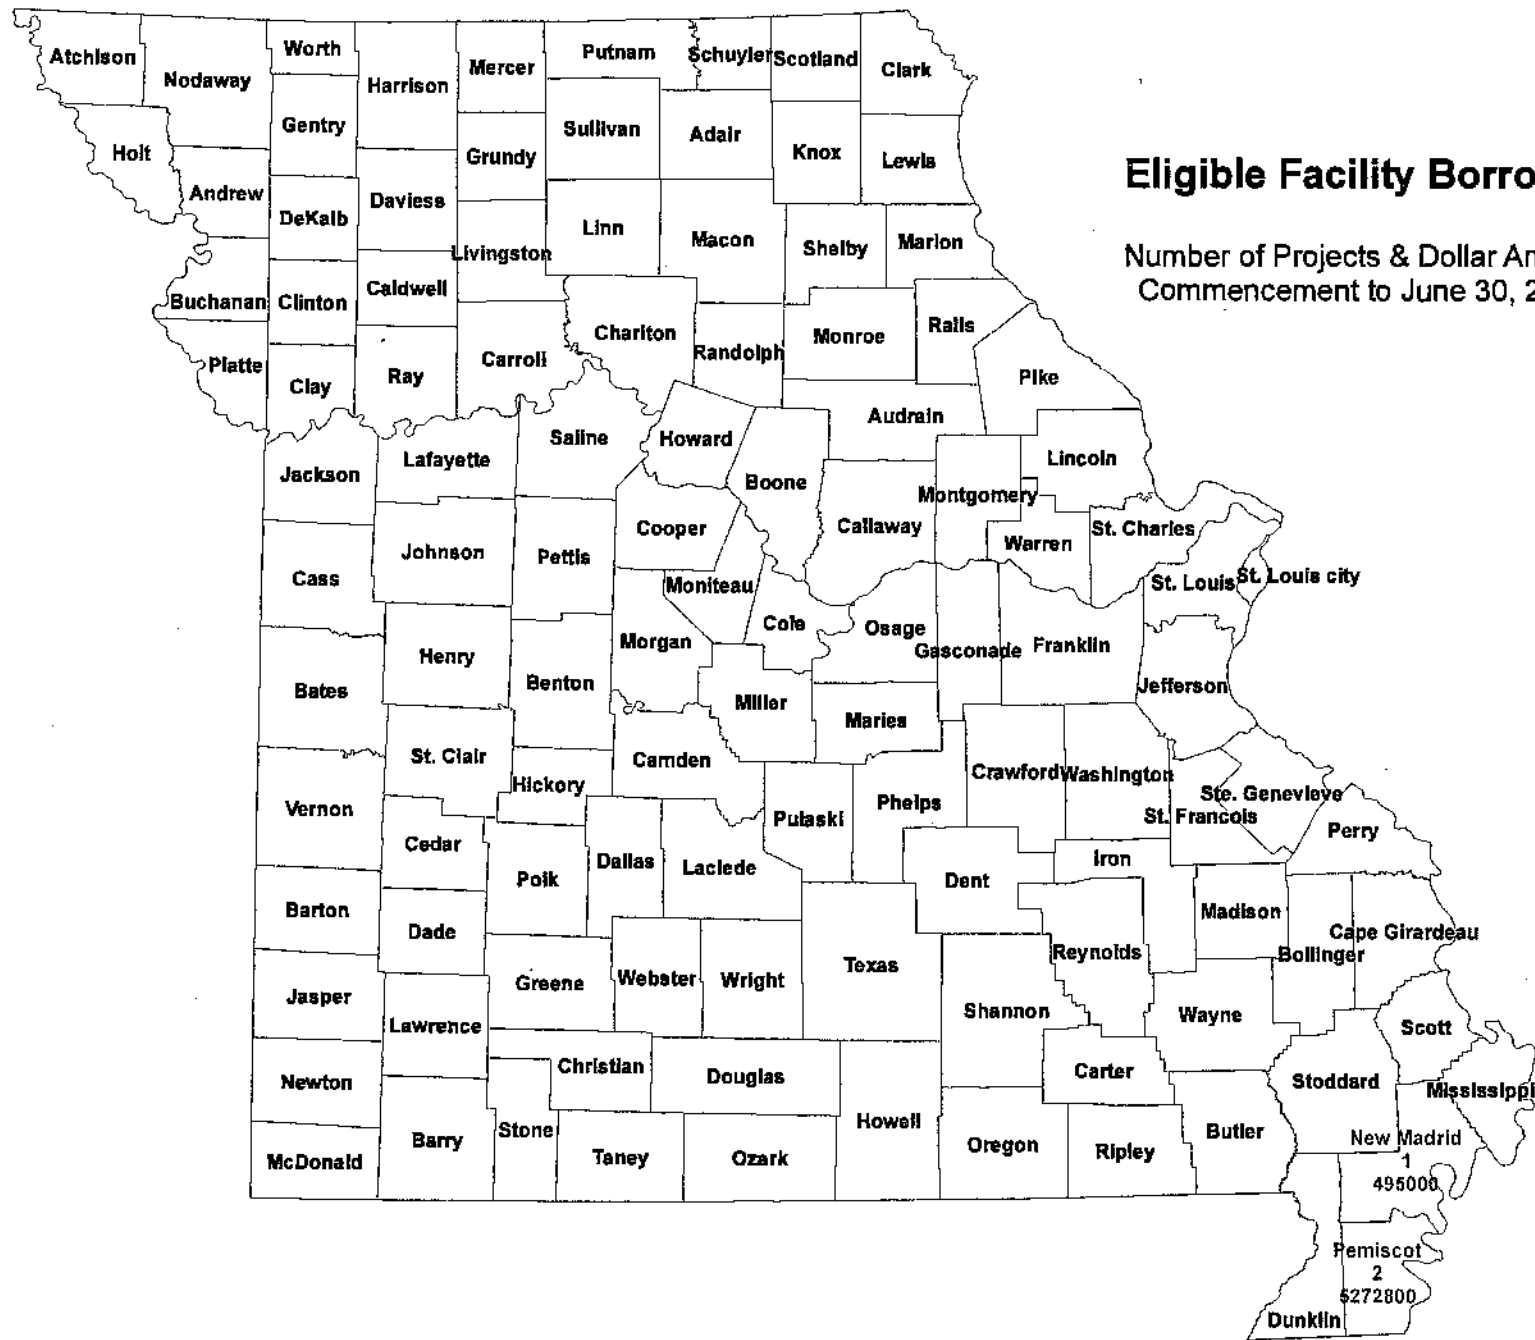 Atchison
Nodaway
Worth
Harrison
Mercer
Putnam
Schuyler
Scotland
Clark
Holt
Gentry
Grundy
Sullivan
Adair
Knox
Lewis
Eligible Facility Borro
Andrew
DeKalb
Daviess
Livingston
Linn
Macon
Shelby
Marion
Number of Projects & Dollar An
Commencement to June 30, 2
Buchanan
Clinton
Caldwell
Chariton
Randolph
Monroe
Ralls
Platte
Clay
Ray
Carroll
Pike
Audrain
Jackson
Lafayette
Saline
Howard
Boone
Lincoln
Montgomery
Cooper
Callaway
Warren
St. Charles
Cass
Johnson
Pettis
Moniteau
St. Louis
St. Louis city
Cole
Osage
Gasconade
Franklin
Morgan
Henry
Benton
Bates
Miller
Maries
Jefferson
St. Clair
Hickory
Camden
Crawford
Washington
Vernon
Pulaski
Phelps
St. Francois
Ste. Genevieve
Perry
Cedar
Polk
Dallas
Laclede
Dent
Iron
Barton
Dade
Madison
Bollinger
Cape Girardeau
Jasper
Greene
Webster
Wright
Texas
Reynolds
Lawrence
Shannon
Wayne
Scott
Newton
Christian
Douglas
Carter
Stoddard
Mississippi
McDonald
Barry
Stone
Taney
Ozark
Howell
Oregon
Ripley
Butler
New Madrid
1
495000
Pemiscot
2
5272800
Dunklin